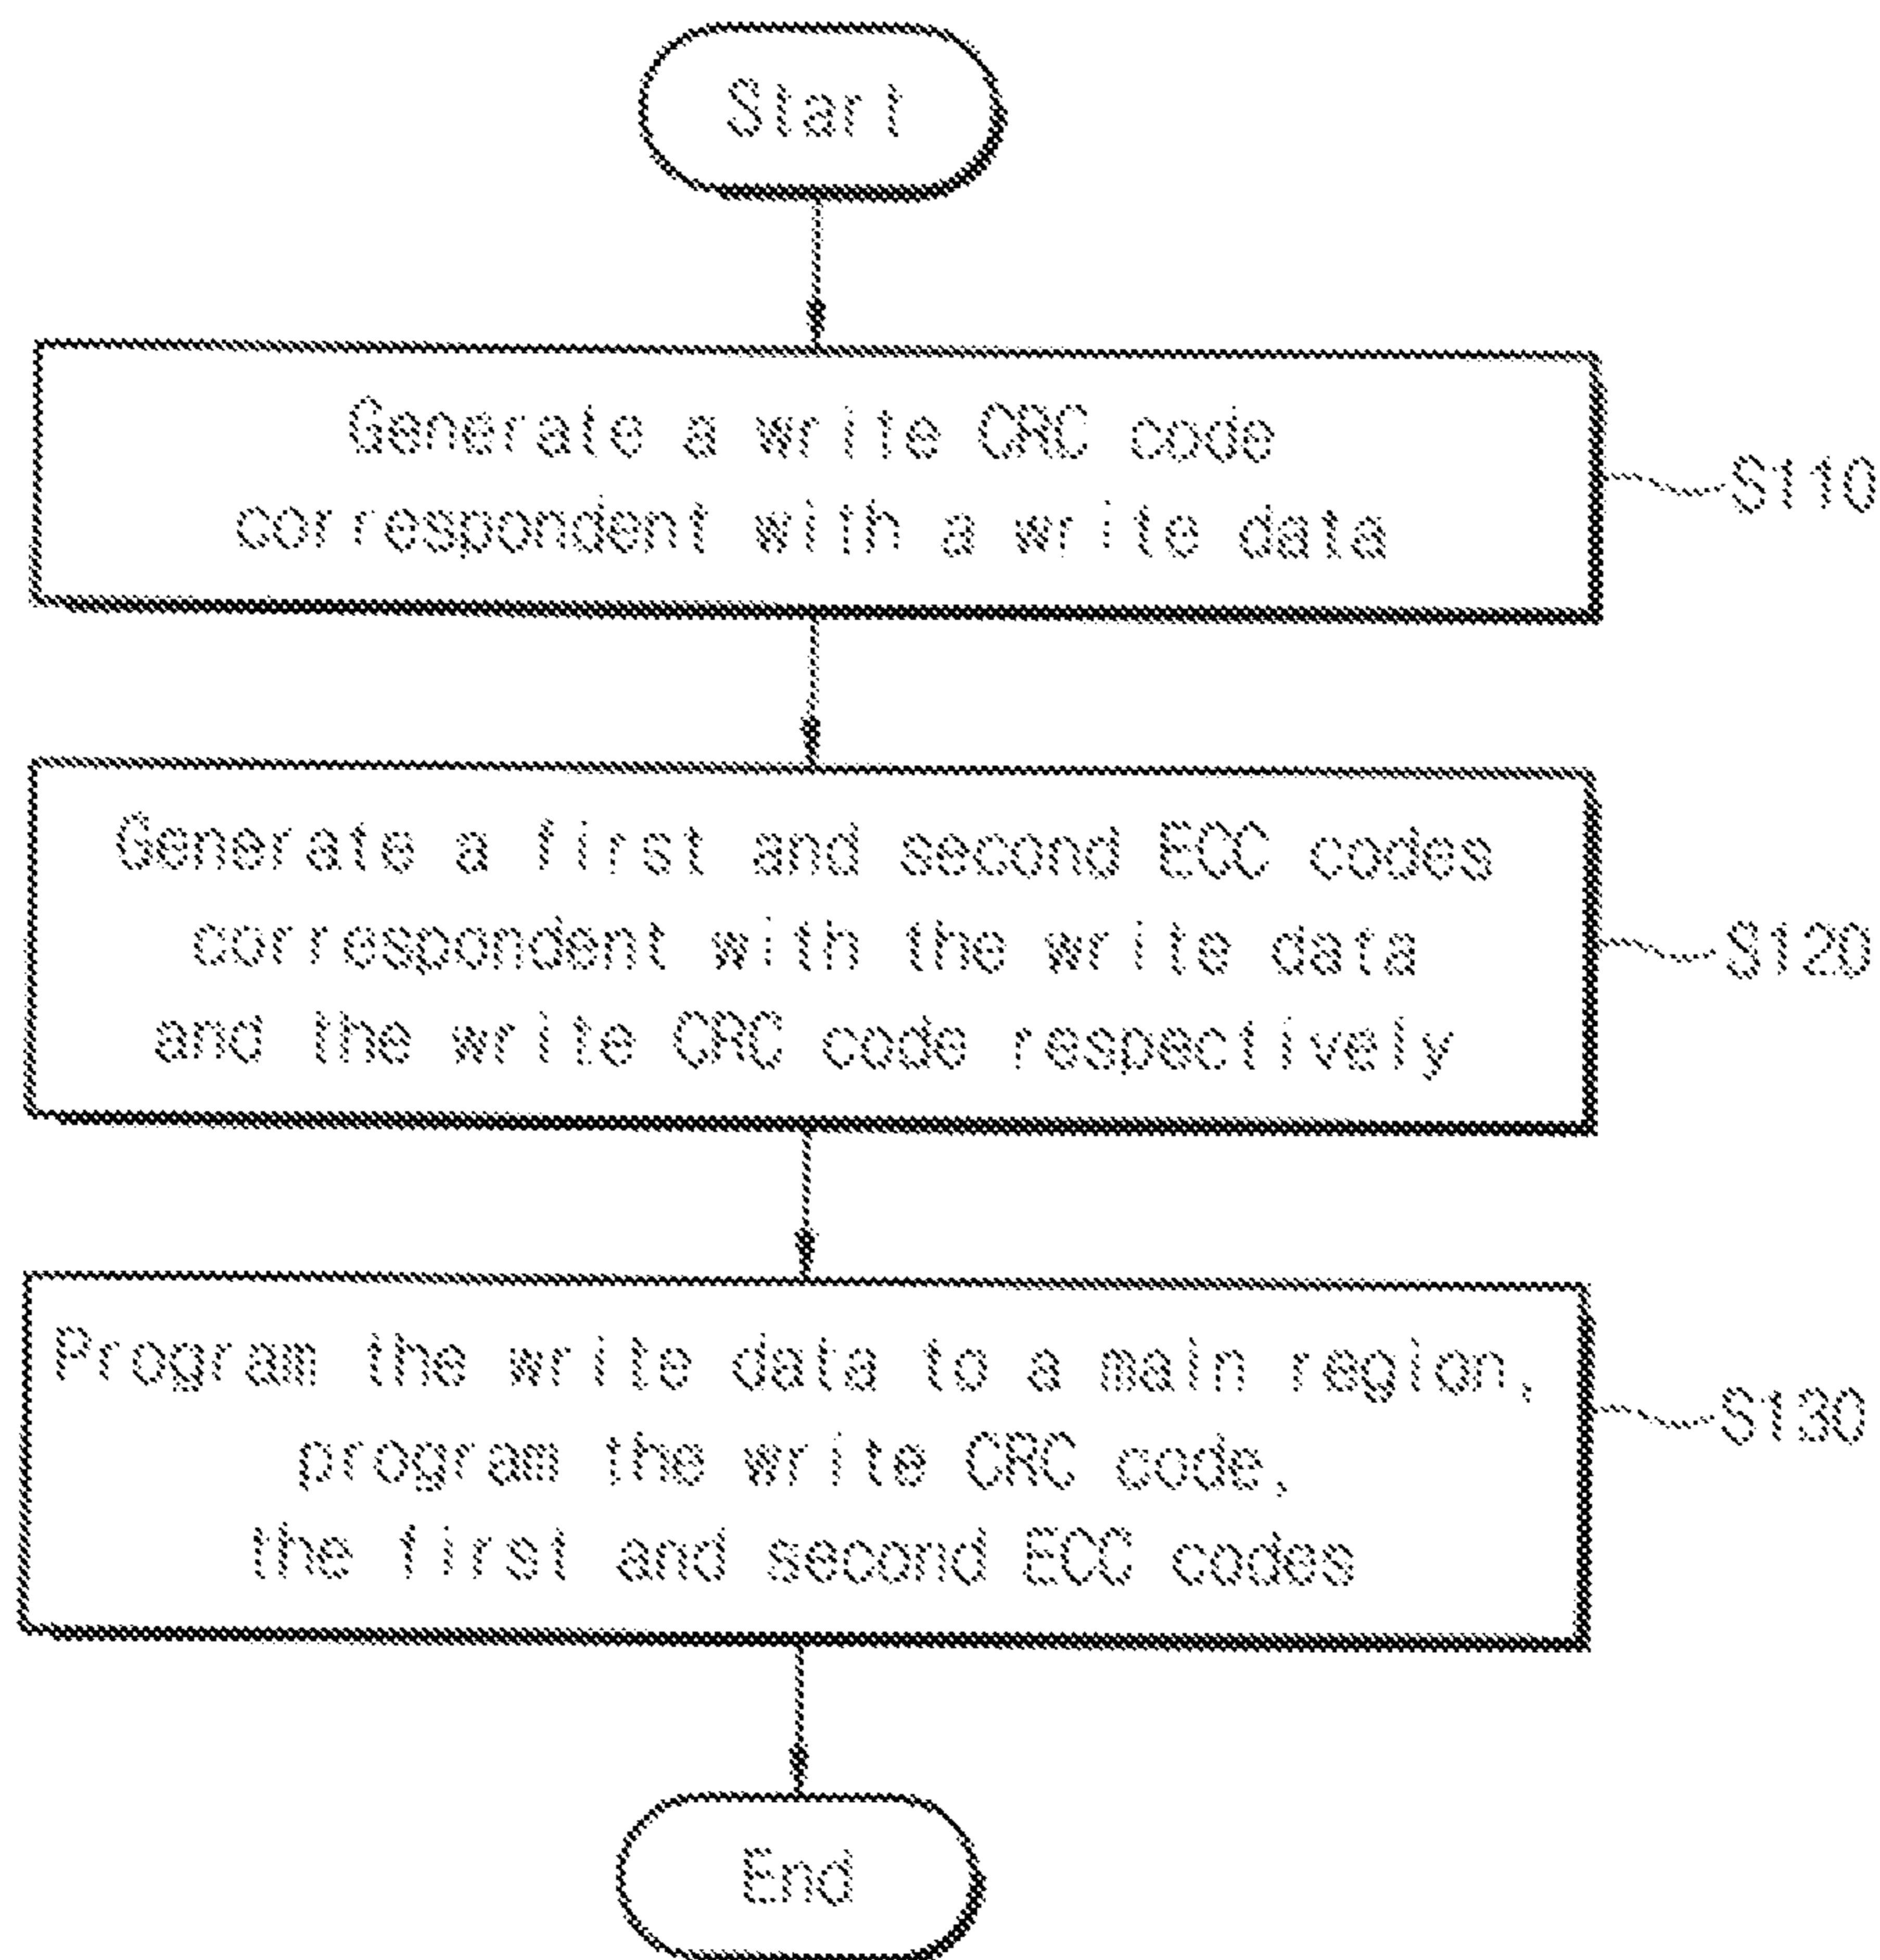 Start
Generate a write CRC code
correspondent with a write data
S110
Generate a first and second ECC codes
correspondent with the write data
and the write CRC code respectively
S120
Program the write data to a main region,
program the write CRC code,
the first and second ECC codes
S130
End